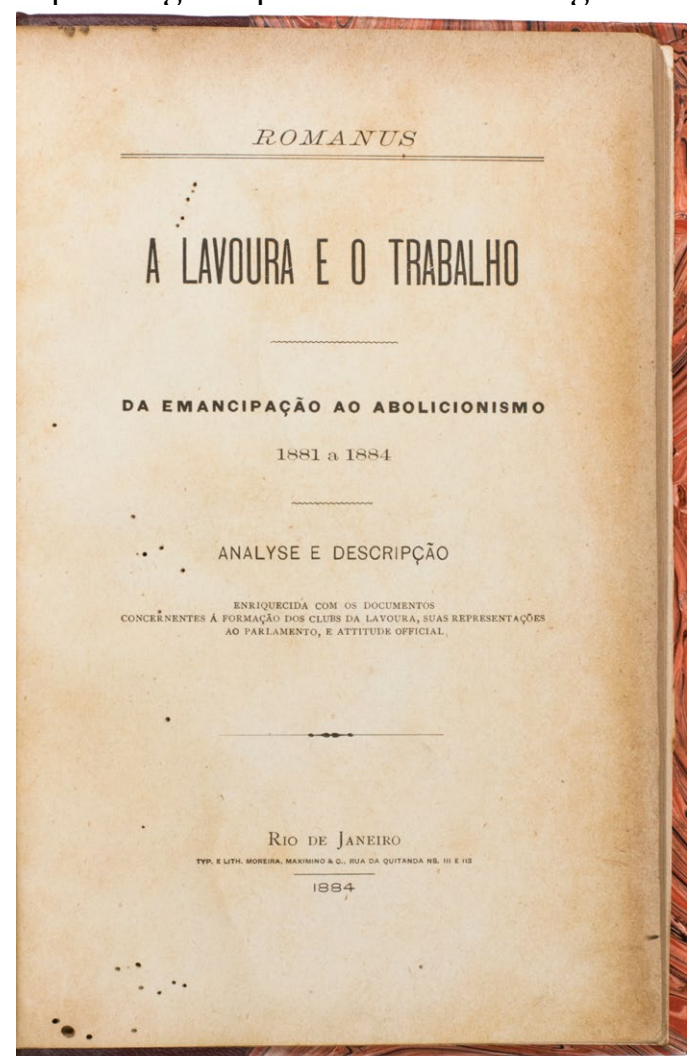 ROMANUS
A LAVOURA E O TRABALHO
DA EMANCIPAÇÃO AO ABOLICIONISMO
1881 a 1884
ANALYSE E DESCRIPÇÃO
ENRIQUECIDA COM OS DOCUMENTOS
CONCERNENTES Á FORMAÇÃO DOS CLUBS DA LAVOURA, SUAS REPRESENTAÇÕES
AO PARLAMENTO, E ATTITUDE OFFICIAL
RIO DE JANEIRO
TYP. E LITH. MOREIRA, MAXIMINO & C., RUA DA QUITANDA NS. 111 E 113
1884